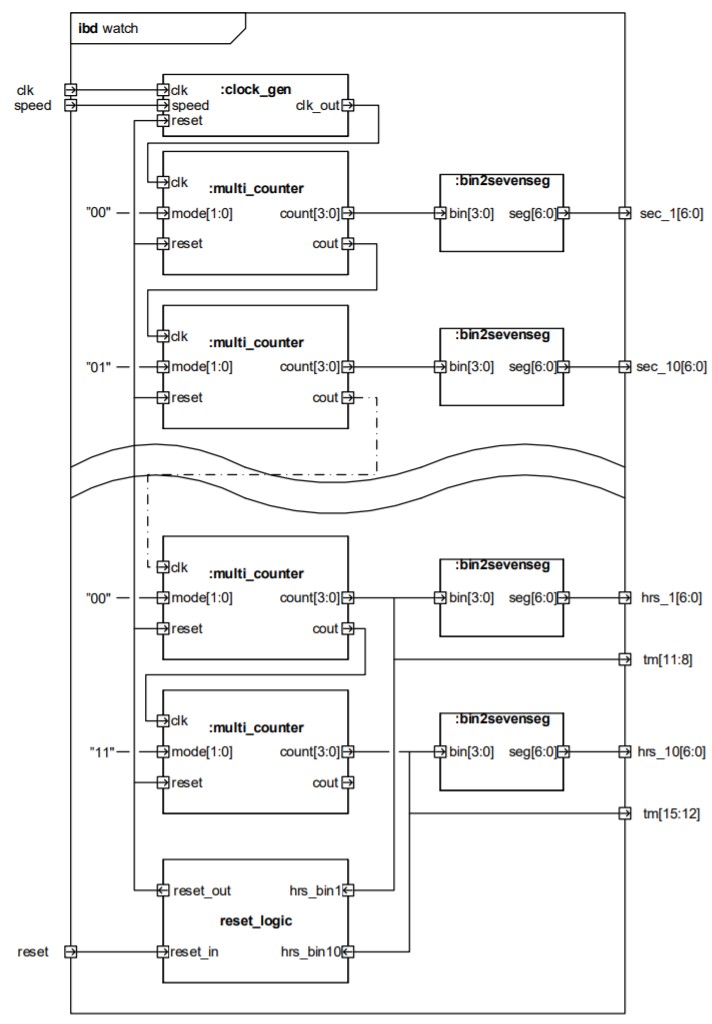 ibd watch
clk
speed
clk
speed
reset
:clock_gen
clk_out
clk
:multi_counter
"00"
mode[1:0]
count[3:0]
reset
cout
:bin2sevenseg
bin[3:0]
seg[6:0]
sec_1[6:0]
clk
:multi_counter
"01"
mode[1:0]
count[3:0]
reset
cout
:bin2sevenseg
bin[3:0]
seg[6:0]
sec_10[6:0]
clk
:multi_counter
"00"
mode[1:0]
count[3:0]
reset
cout
:bin2sevenseg
bin[3:0]
seg[6:0]
hrs_1[6:0]
tm[11:8]
clk
:multi_counter
"11"
mode[1:0]
count[3:0]
reset
cout
:bin2sevenseg
bin[3:0]
seg[6:0]
hrs_10[6:0]
tm[15:12]
reset_out
hrs_bin1
reset_logic
reset
reset_in
hrs_bin10